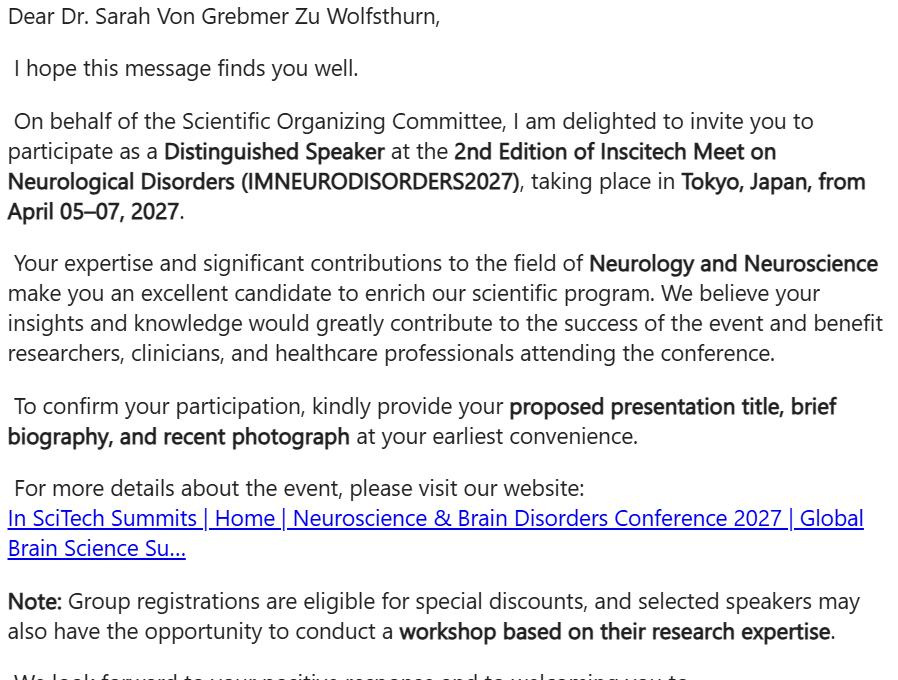 Dear Dr. Sarah Von Grebmer Zu Wolfsthurn,
I hope this message finds you well.
On behalf of the Scientific Organizing Committee, I am delighted to invite you to
participate as a Distinguished Speaker at the 2nd Edition of Inscitech Meet on
Neurological Disorders (IMNEURODISORDERS2027), taking place in Tokyo, Japan, from
April 05–07, 2027.
Your expertise and significant contributions to the field of Neurology and Neuroscience
make you an excellent candidate to enrich our scientific program. We believe your
insights and knowledge would greatly contribute to the success of the event and benefit
researchers, clinicians, and healthcare professionals attending the conference.
To confirm your participation, kindly provide your proposed presentation title, brief
biography, and recent photograph at your earliest convenience.
For more details about the event, please visit our website:
In SciTech Summits | Home | Neuroscience & Brain Disorders Conference 2027 | Global
Brain Science Su...
Note: Group registrations are eligible for special discounts, and selected speakers may
also have the opportunity to conduct a workshop based on their research expertise.
We look forward to your positive response and to welcoming you to